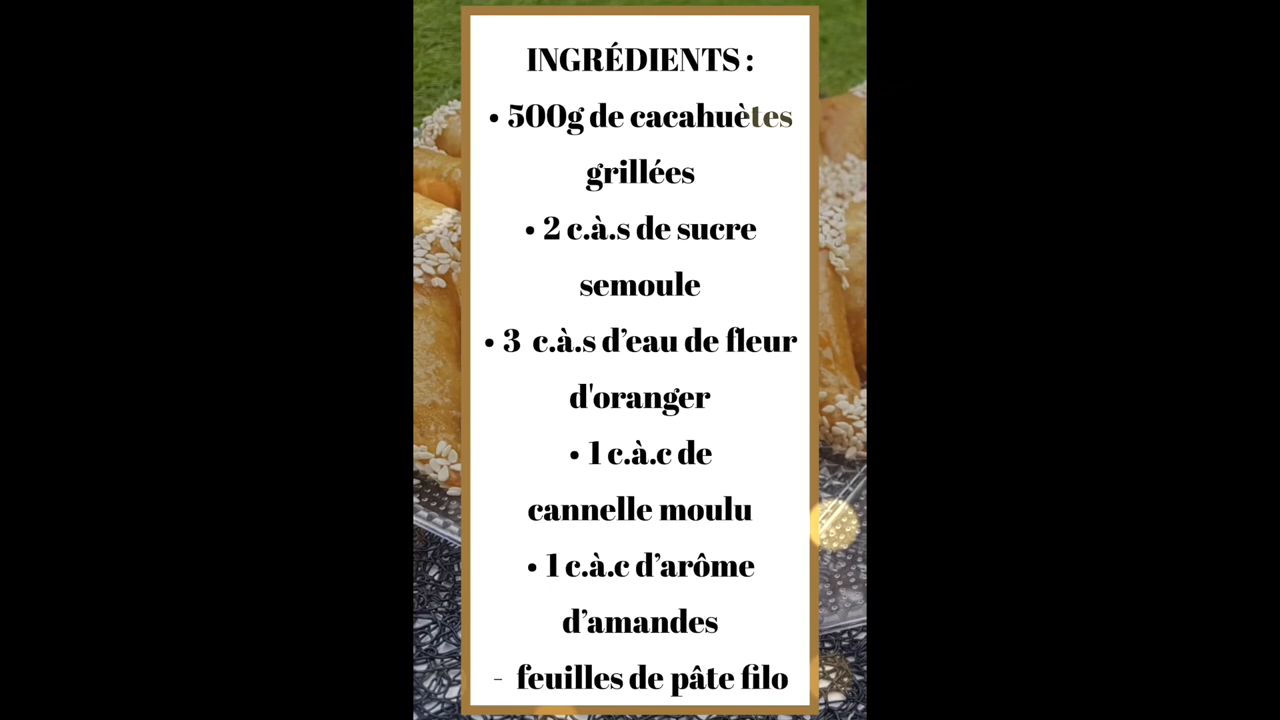 INGRÉDIENTS :
• 500g de cacahuètes
grillées
• 2 c.à.s de sucre
semoule
• 3 c.à.s d’eau de fleur
d'oranger
• 1 c.à.c de
cannelle moulu
• 1 c.à.c d’arôme
d’amandes
- feuilles de pâte filo